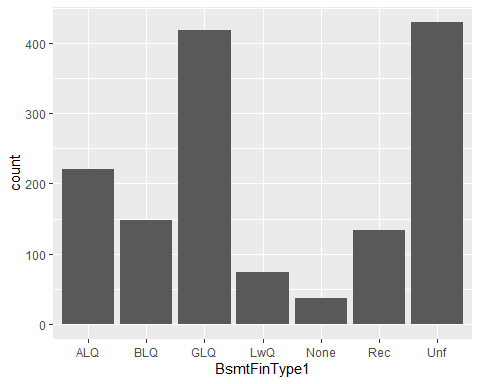 400
300
200
100
0
count
ALQ BLQ GLQ LwQ None Rec Unf
BsmtFinType1